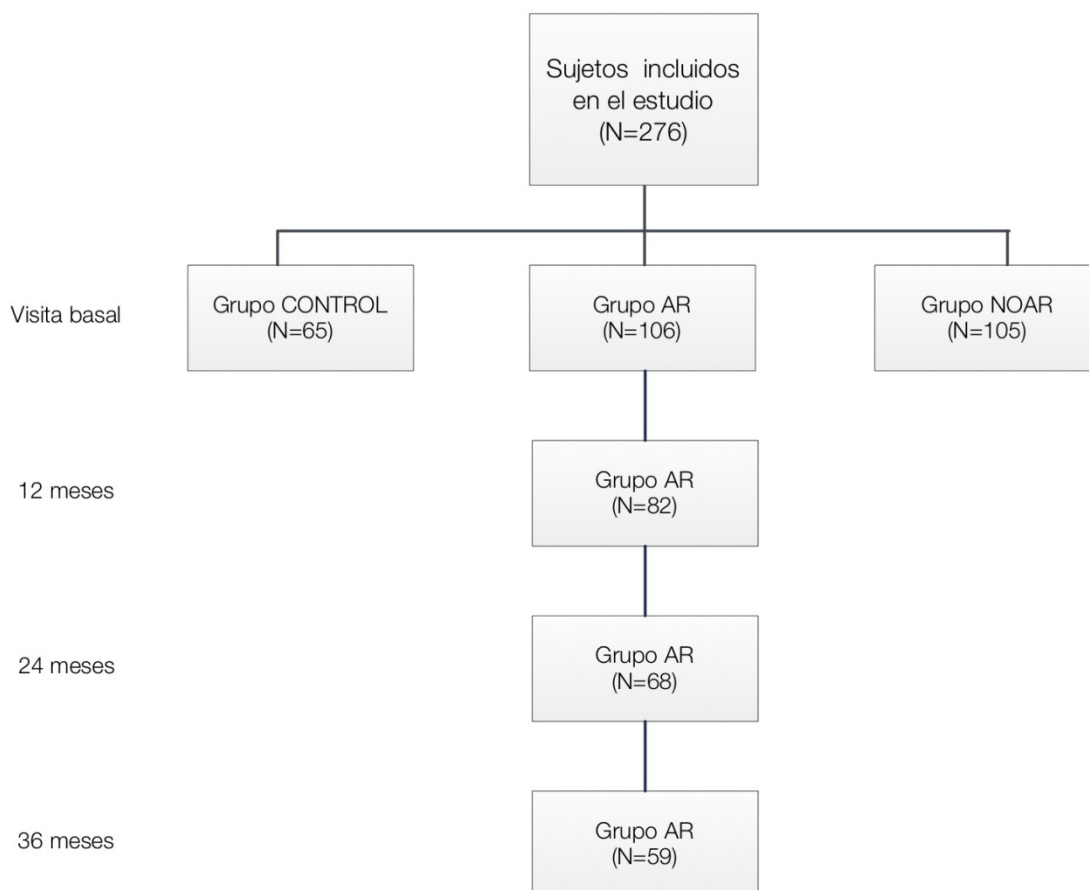 Sujetos incluidos
en el estudio
(N=276)
Visita basal
Grupo CONTROL
(N=65)
Grupo AR
(N=106)
Grupo NOAR
(N=105)
12 meses
Grupo AR
(N=82)
24 meses
Grupo AR
(N=68)
36 meses
Grupo AR
(N=59)